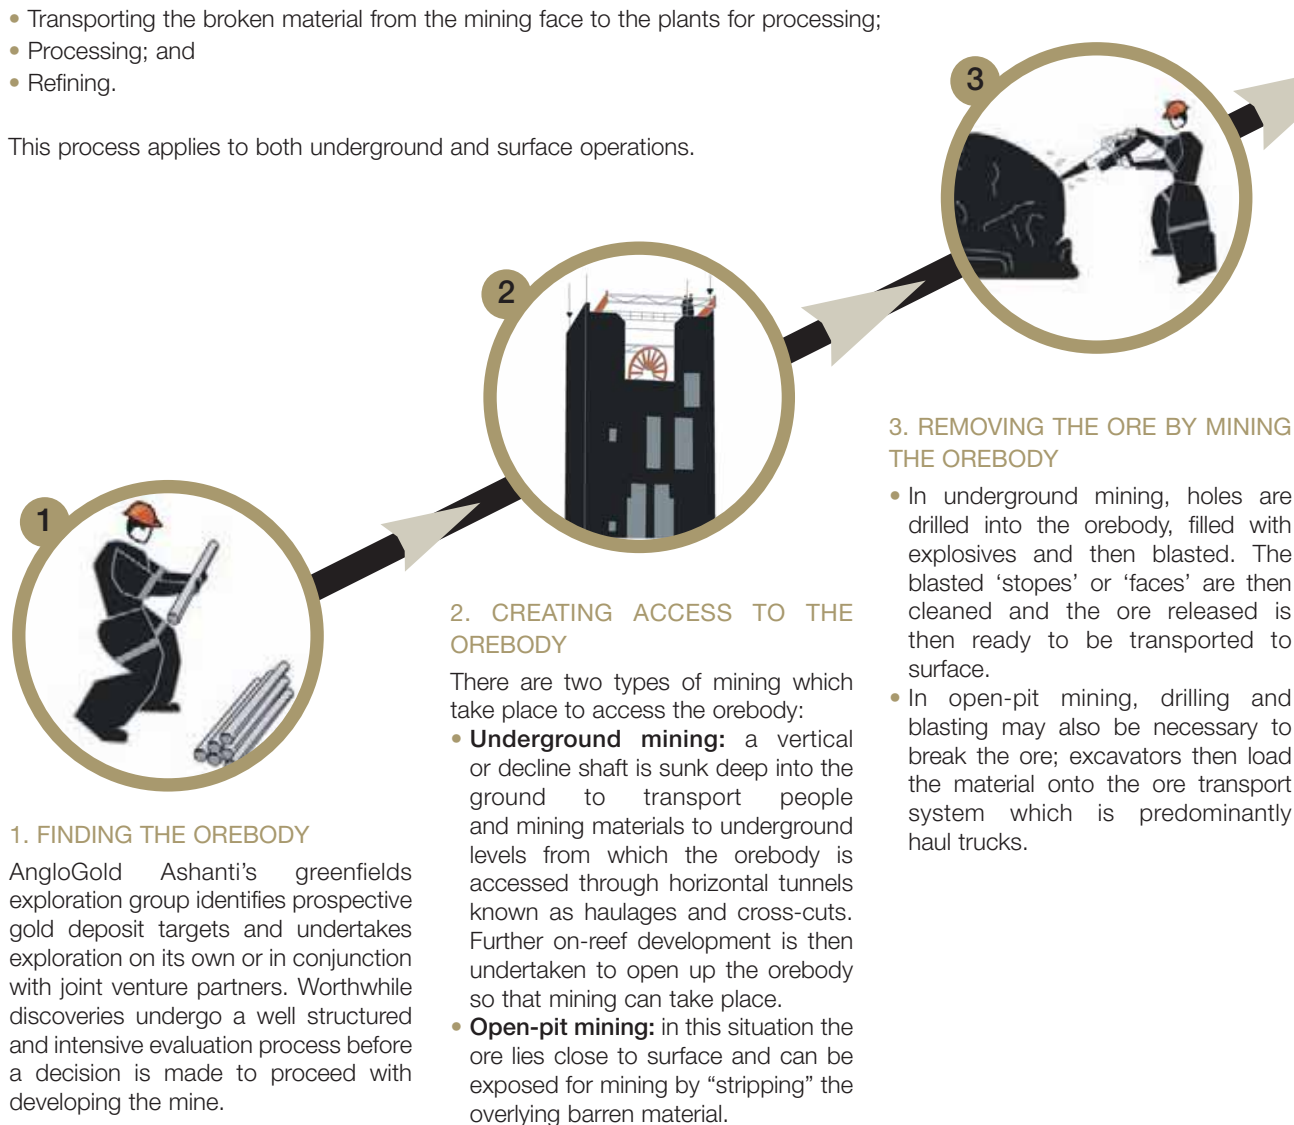 • Transporting the broken material from the mining face to the plants for processing;
• Processing; and
• Refining.
This process applies to both underground and surface operations.
1
1. FINDING THE OREBODY
AngloGold Ashanti’s greenfields
exploration group identifies prospective
gold deposit targets and undertakes
exploration on its own or in conjunction
with joint venture partners. Worthwhile
discoveries undergo a well structured
and intensive evaluation process before
a decision is made to proceed with
developing the mine.
2
2. CREATING ACCESS TO THE
OREBODY
There are two types of mining which
take place to access the orebody:
• Underground mining: a vertical
or decline shaft is sunk deep into the
ground to transport people
and mining materials to underground
levels from which the orebody is
accessed through horizontal tunnels
known as haulages and cross-cuts.
Further on-reef development is then
undertaken to open up the orebody
so that mining can take place.
• Open-pit mining: in this situation the
ore lies close to surface and can be
exposed for mining by “stripping” the
overlying barren material.
3
3. REMOVING THE ORE BY MINING
THE OREBODY
• In underground mining, holes are
drilled into the orebody, filled with
explosives and then blasted. The
blasted ‘stopes’ or ‘faces’ are then
cleaned and the ore released is
then ready to be transported to
surface.
• In open-pit mining, drilling and
blasting may also be necessary to
break the ore; excavators then load
the material onto the ore transport
system which is predominantly
haul trucks.